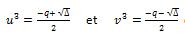 u³ = (-q+√Δ)/2 et v³ = (-q-√Δ)/2